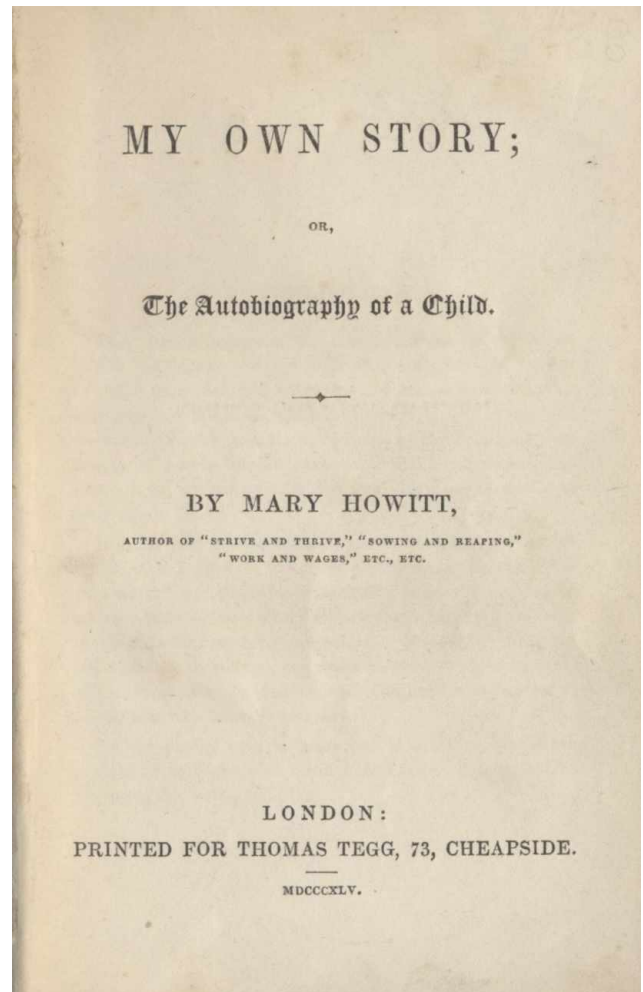 MY OWN STORY;
OR,
The Autobiography of a Child.
BY MARY HOWITT,
AUTHOR OF "STRIVE AND THRIVE," "SOWING AND REAPING,"
"WORK AND WAGES," ETC., ETC.
LONDON:
PRINTED FOR THOMAS TEGG, 73, CHEAPSIDE.
MDCCCXLV.